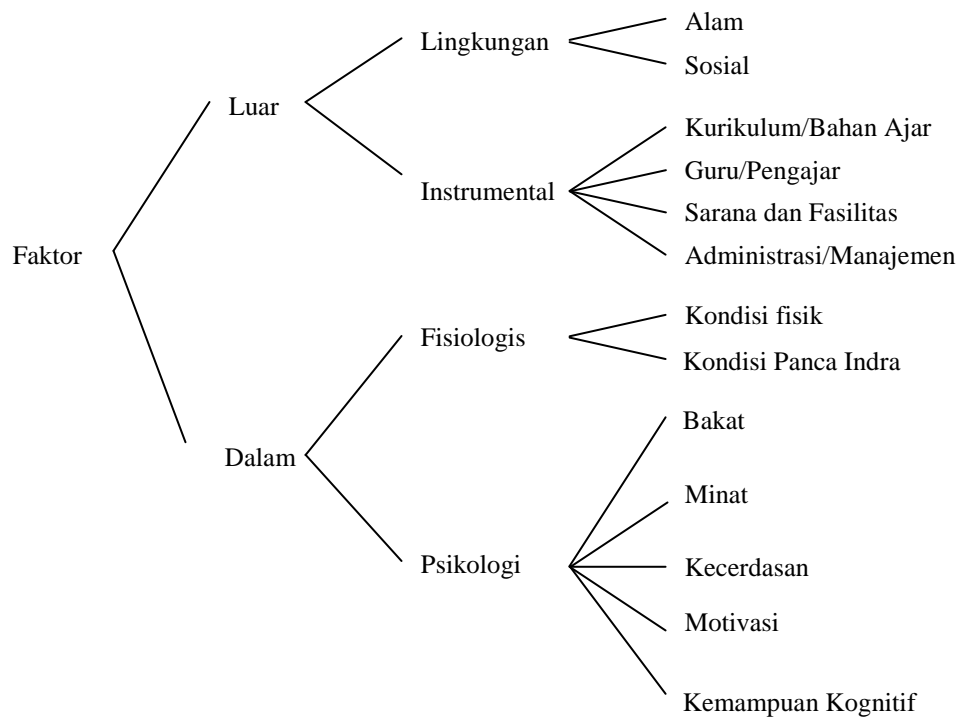 Alam
Lingkungan
Sosial
Luar
Kurikulum/Bahan Ajar
Guru/Pengajar
Instrumental
Sarana dan Fasilitas
Administrasi/Manajemen
Faktor
Kondisi fisik
Fisiologis
Kondisi Panca Indra
Bakat
Dalam
Minat
Psikologi
Kecerdasan
Motivasi
Kemampuan Kognitif